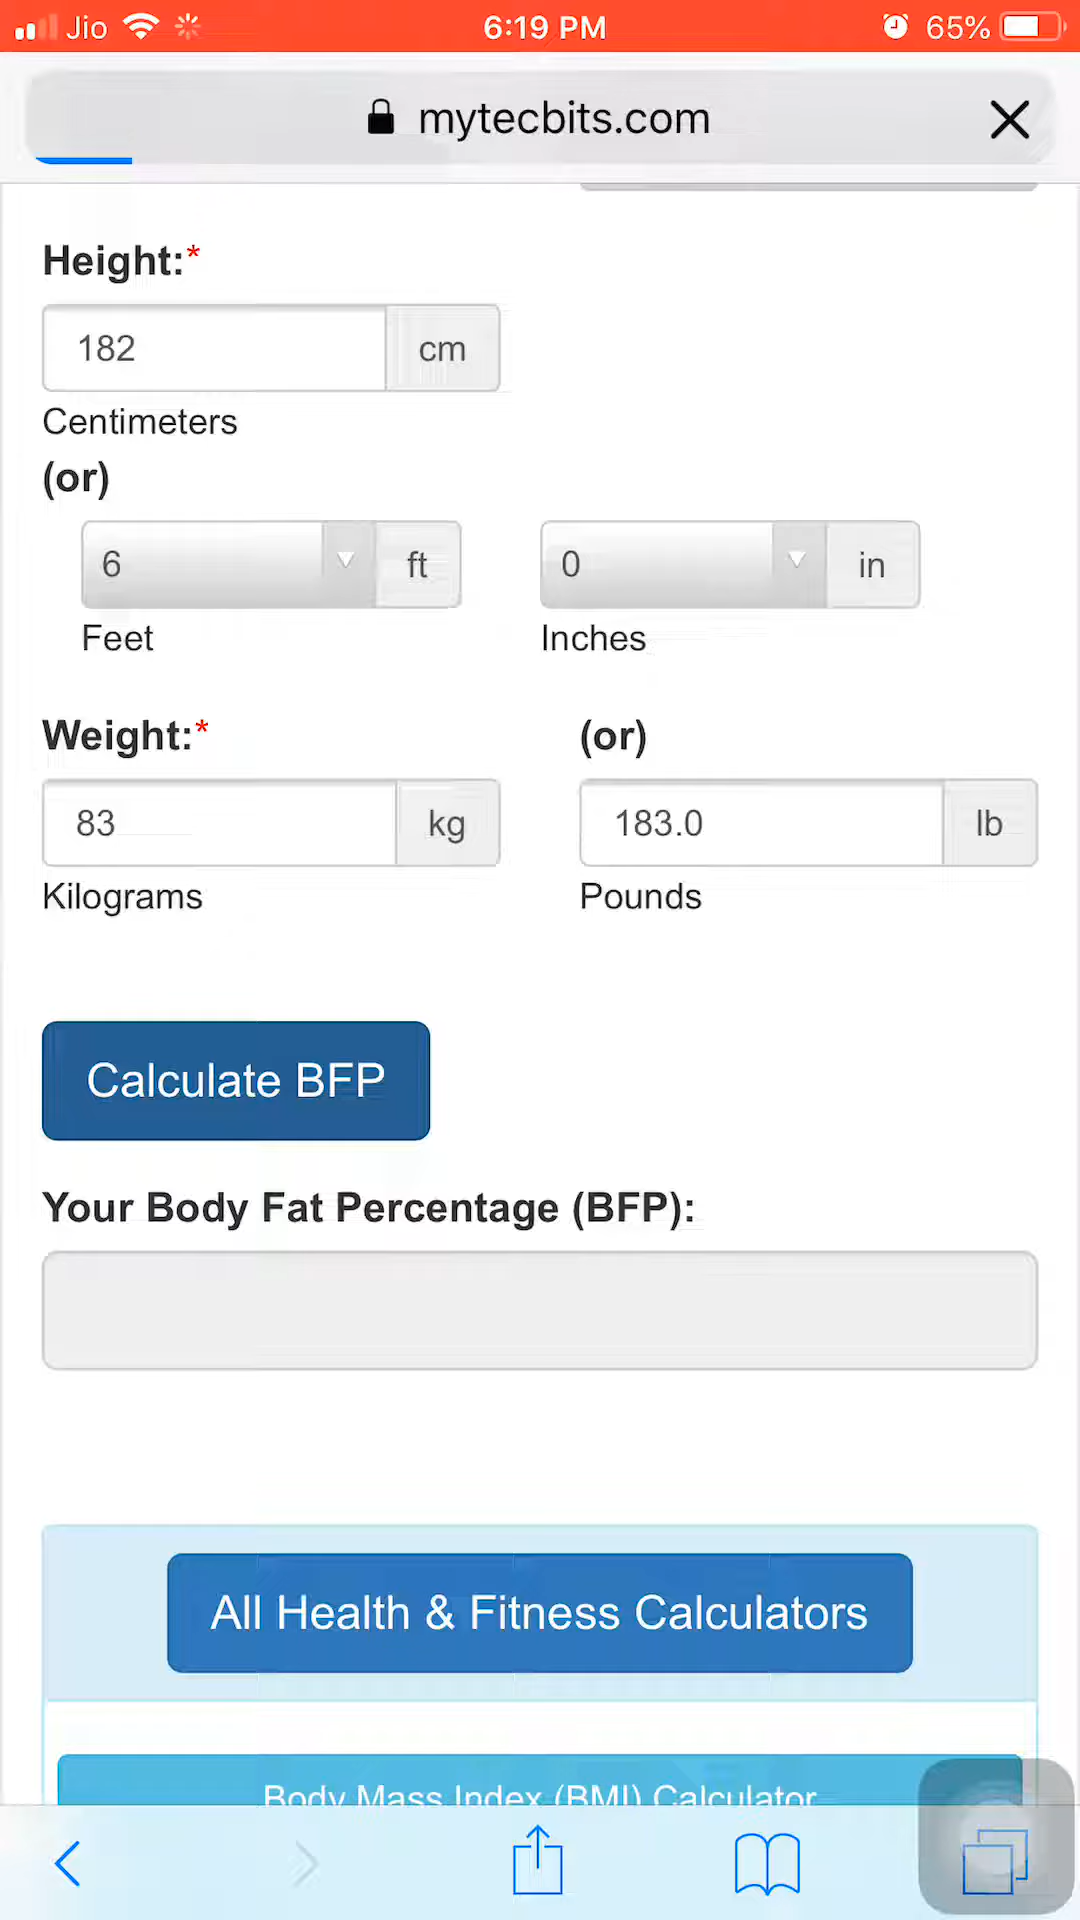 Jio 6:19 PM 65%
mytecbits.com
Height:*
182 cm
Centimeters
(or)
6 ft 0 in
Feet Inches
Weight:* (or)
83 kg 183.0 lb
Kilograms Pounds
Calculate BFP
Your Body Fat Percentage (BFP):
All Health & Fitness Calculators
Body Mass Index (BMI) Calculator